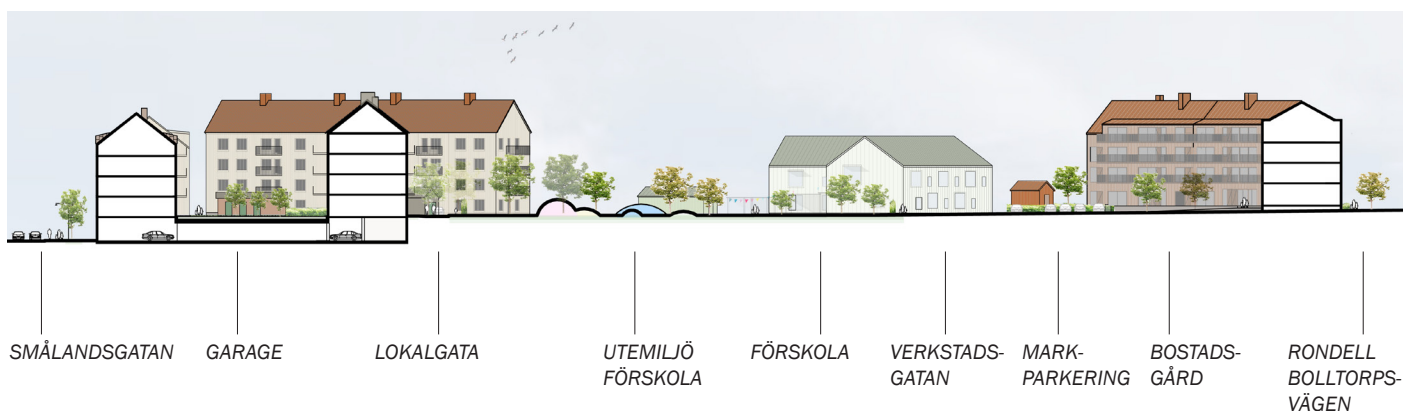 SMÅLANDSGATAN
GARAGE
LOKALGATA
UTEMILJÖ
FÖRSKOLA
FÖRSKOLA
VERKSTADS-
GATAN
MARK-
PARKERING
BOSTADS-
GÅRD
RONDELL
BOLLTORPS-
VÄGEN